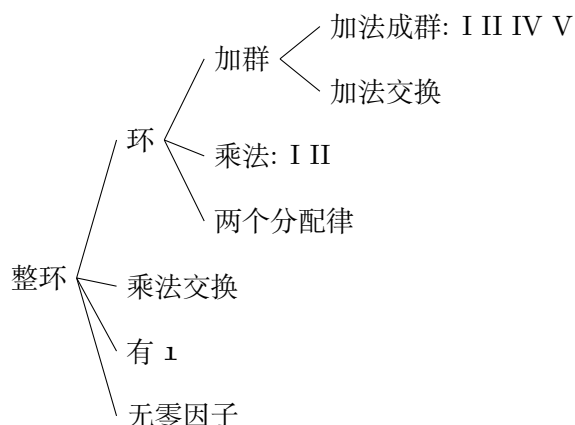 加法成群: I II IV V
加群
加法交换
环
乘法: I II
两个分配律
整环
乘法交换
有 1
无零因子